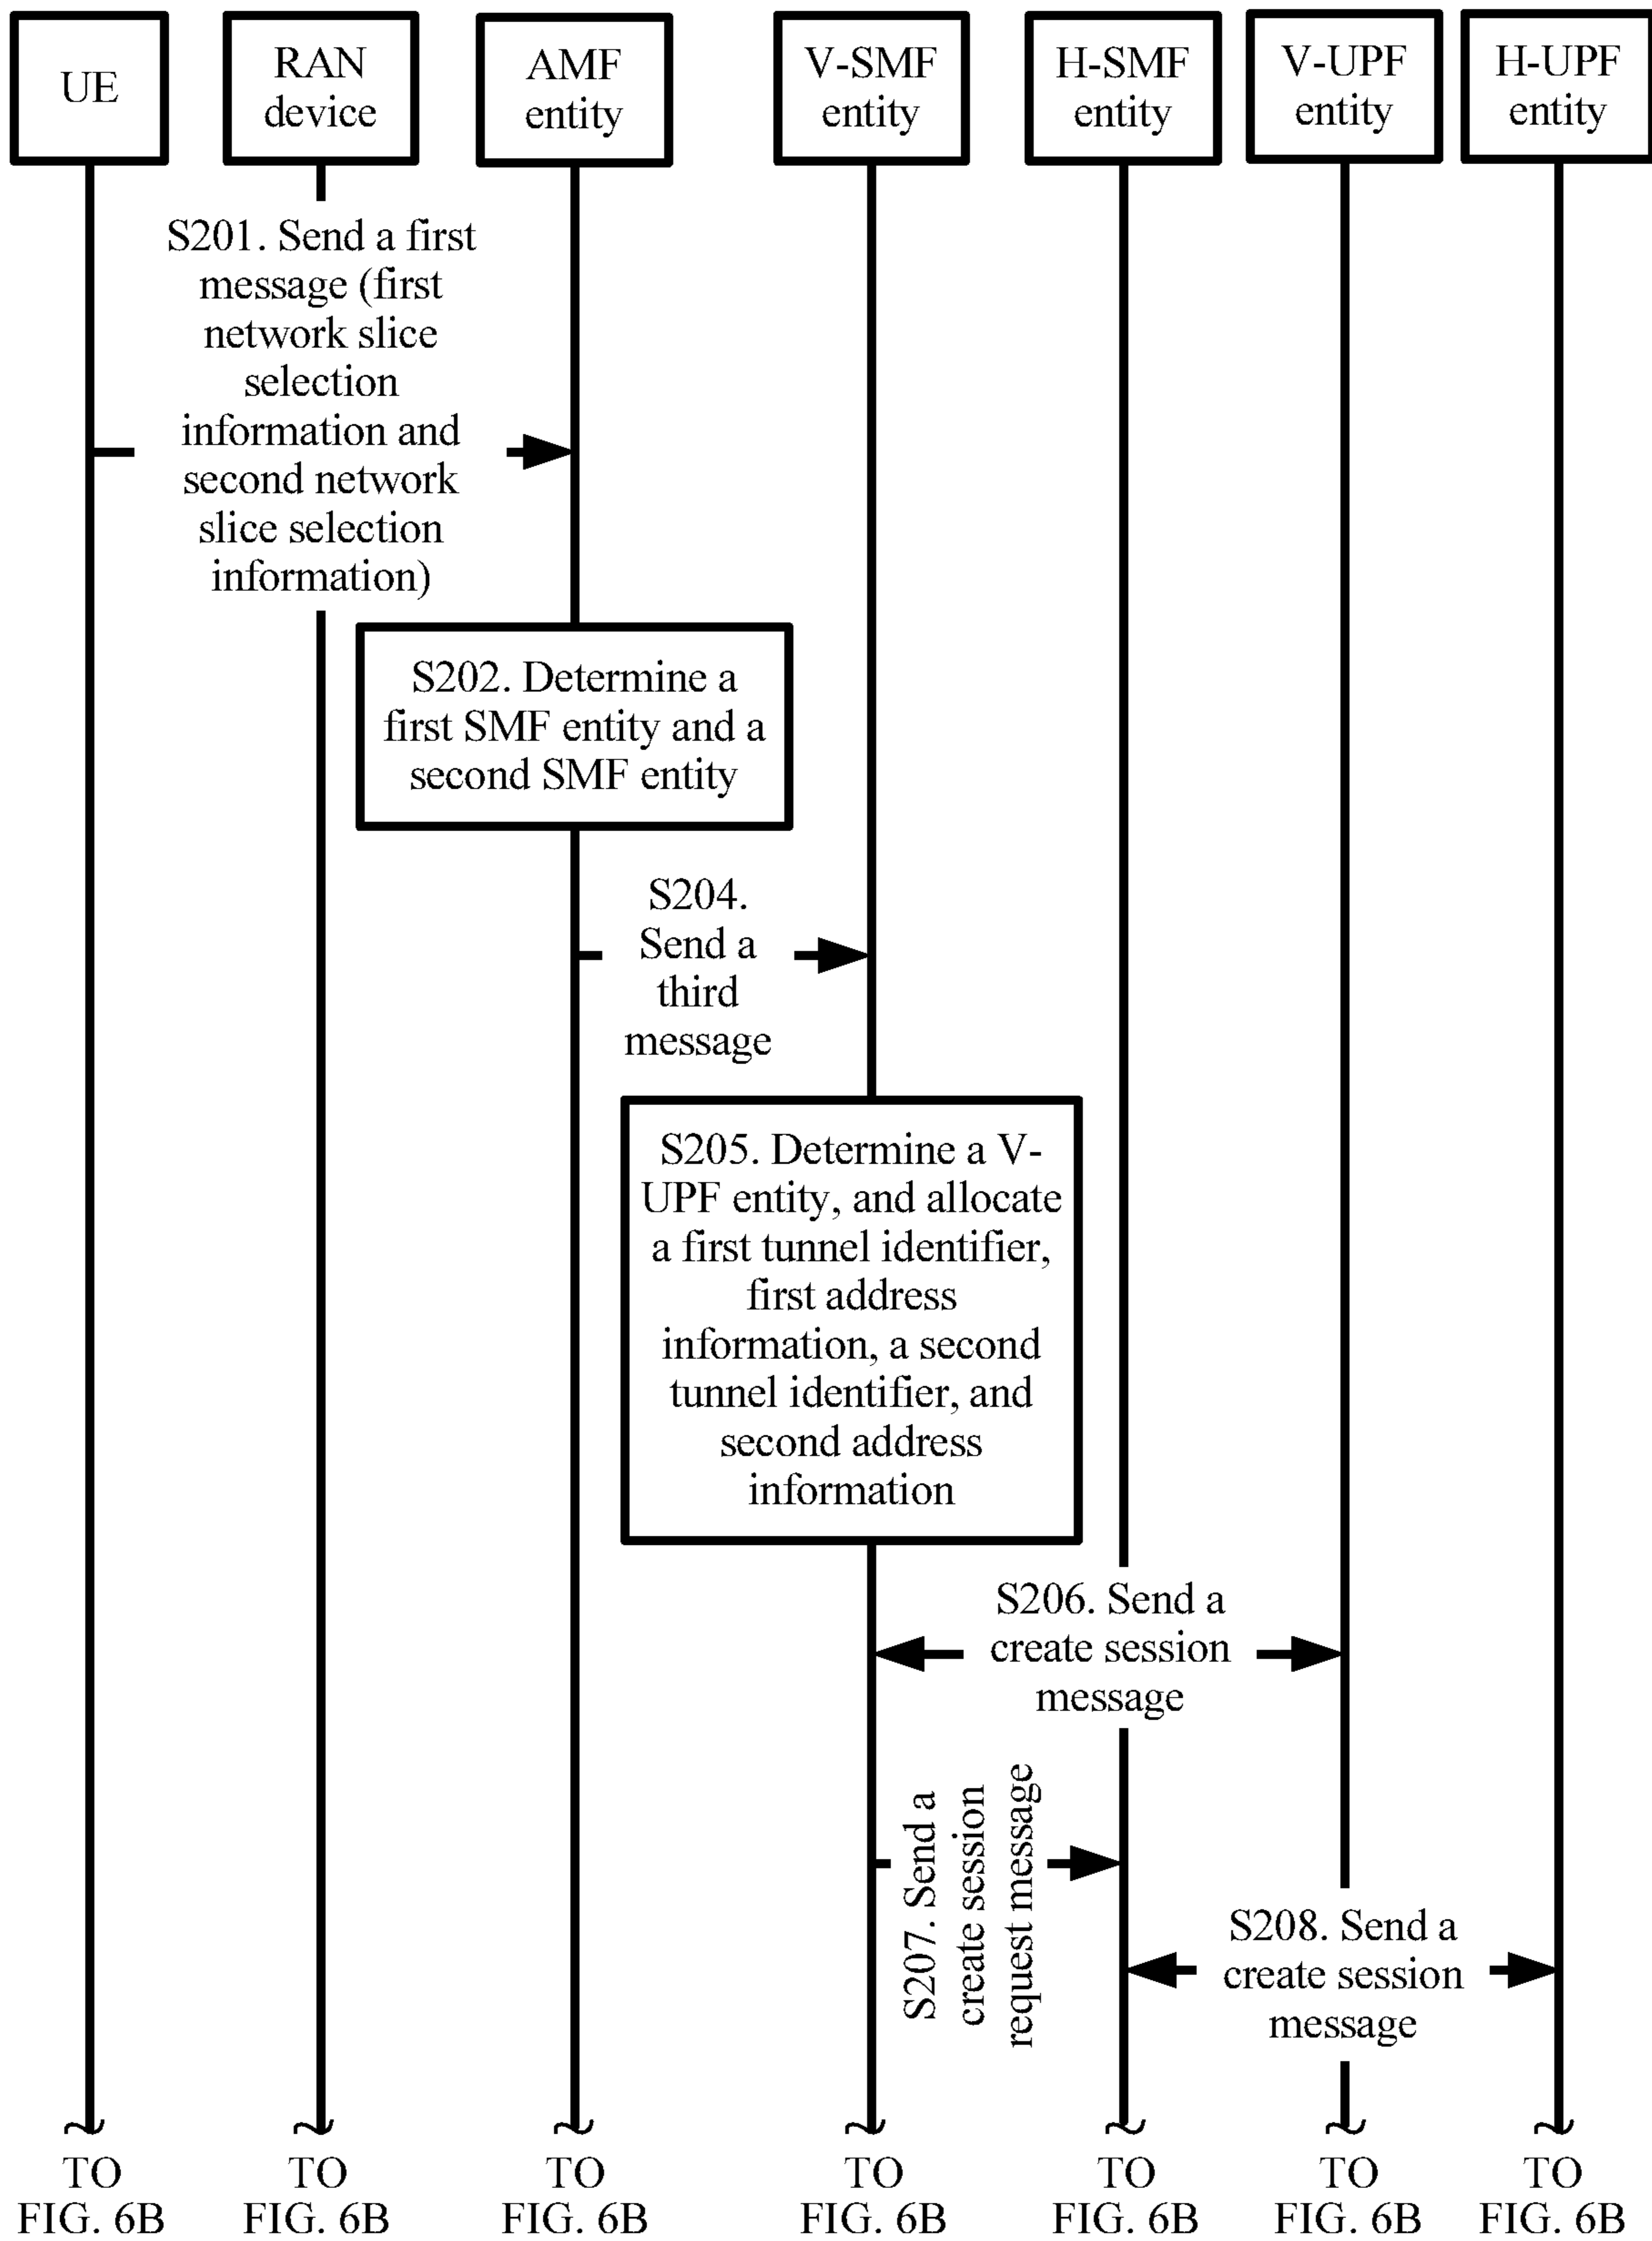 UE
RAN
device
AMF
entity
V-SMF
entity
H-SMF
entity
V-UPF
entity
H-UPF
entity
S201. Send a first
message (first
network slice
selection
information and
second network
slice selection
information)
S202. Determine a
first SMF entity and a
second SMF entity
S204.
Send a
third
message
S205. Determine a V-
UPF entity, and allocate
a first tunnel identifier,
first address
information, a second
tunnel identifier, and
second address
information
S206. Send a
create session
message
S207. Send a
create session
request message
S208. Send a
create session
message
TO
FIG. 6B
TO
FIG. 6B
TO
FIG. 6B
TO
FIG. 6B
TO
FIG. 6B
TO
FIG. 6B
TO
FIG. 6B